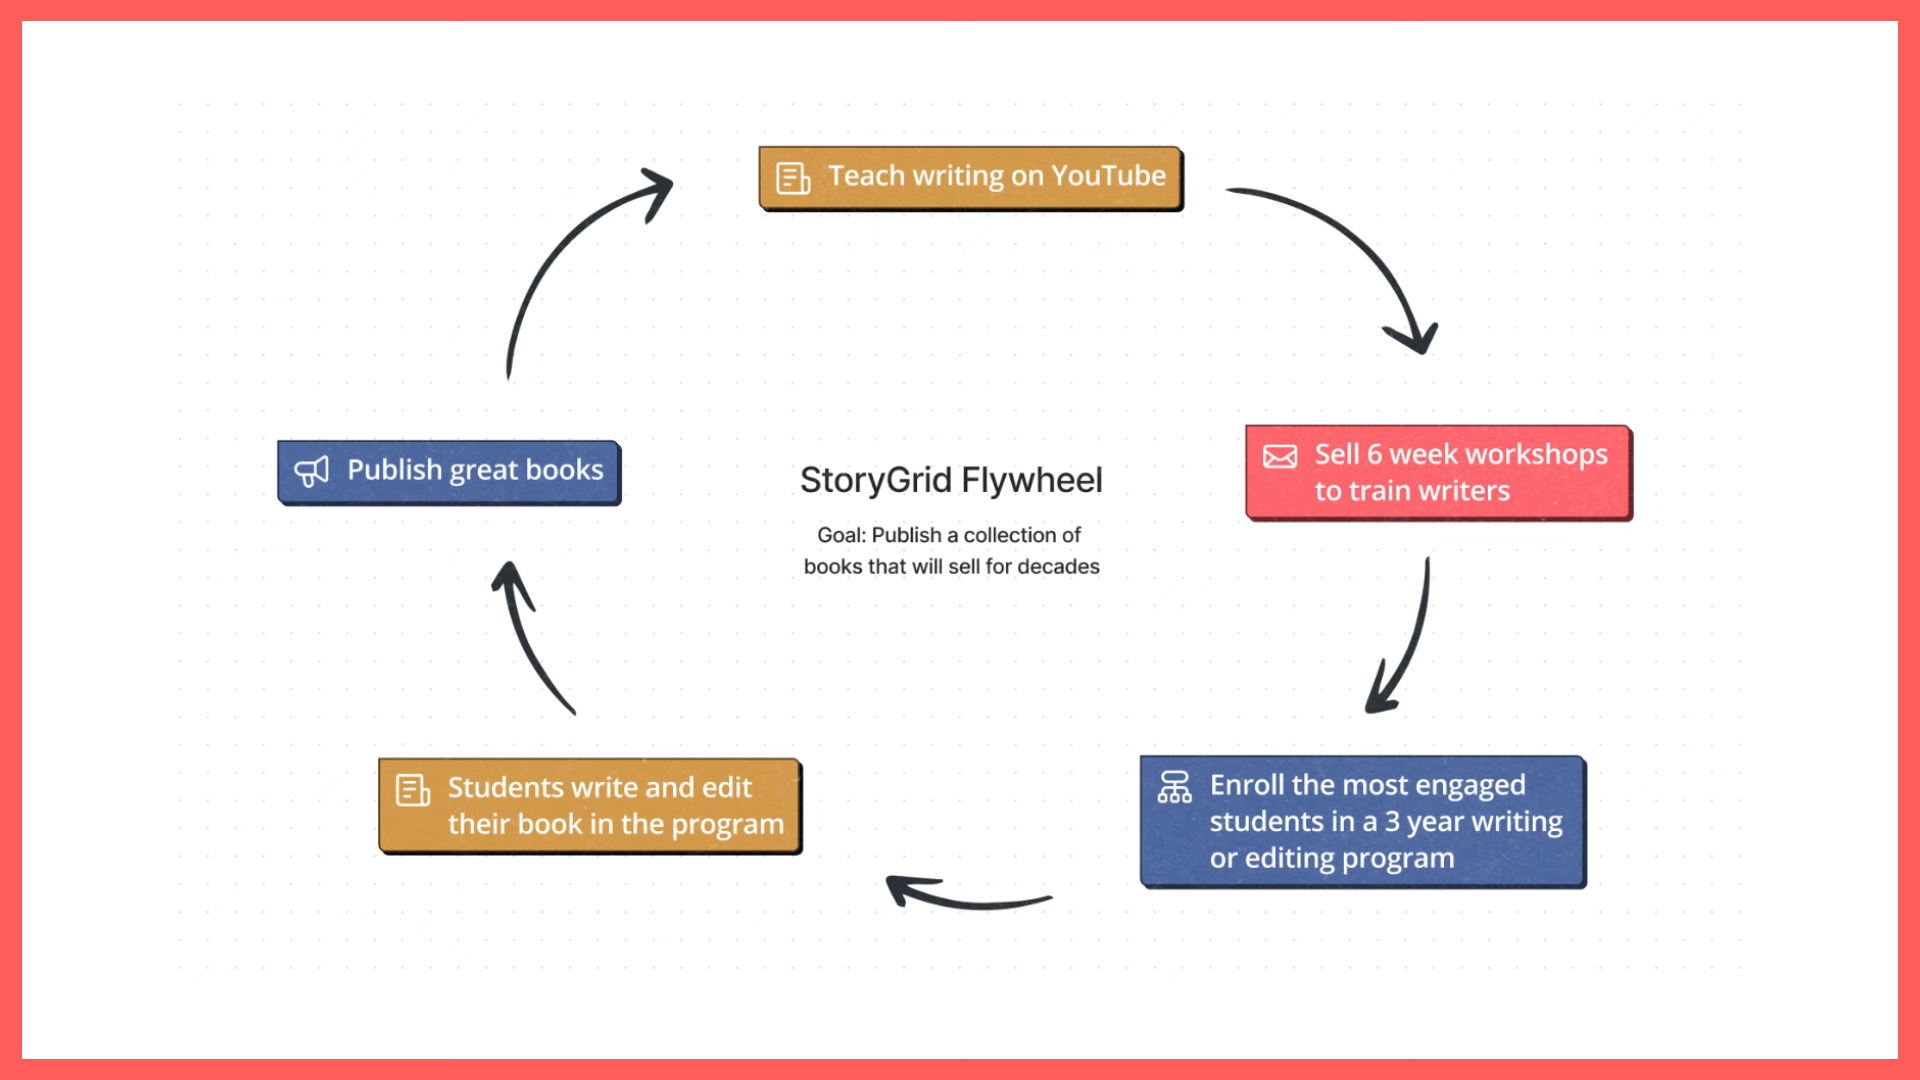 Teach writing on YouTube
Sell 6 week workshops
to train writers
Enroll the most engaged
students in a 3 year writing
or editing program
Students write and edit
their book in the program
Publish great books
StoryGrid Flywheel
Goal: Publish a collection of
books that will sell for decades